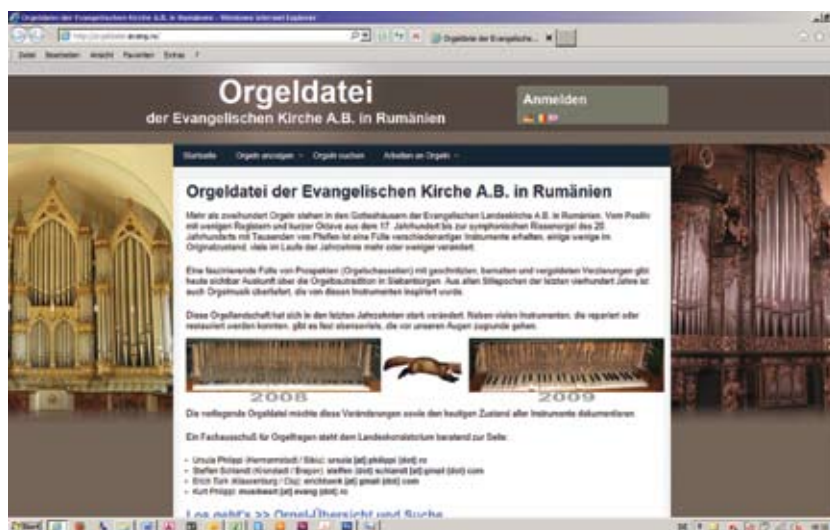 Orgeldatei der Evangelischen Kirche A.B. in Rumänien - Windows Internet Explorer
Orgeldatei der Evangelische...
Datei Bearbeiten Ansicht Favoriten Extras ?
Orgeldatei
der Evangelischen Kirche A.B. in Rumänien
Anmelden
Startseite Orgeln anzeigen Orgeln suchen Arbeiten an Orgeln
Orgeldatei der Evangelischen Kirche A.B. in Rumänien
Mehr als zweihundert Orgeln stehen in den Gotteshäusern der Evangelischen Landeskirche A.B. in Rumänien. Vom Positiv
mit wenigen Registern und kurzer Oktave aus dem 17. Jahrhundert bis zur symphonischen Riesenorgel des 20.
Jahrhunderts mit Tausenden von Pfeifen ist eine Fülle verschiedenartiger Instrumente erhalten, einige wenige im
Originalzustand, viele im Laufe der Jahrzehnte mehr oder weniger verändert.
Eine faszinierende Fülle von Prospekten (Orgelfassaden) mit geschnitzten, bemalten und vergoldeten Verzierungen gibt
heute sichtbar Auskunft über die Orgelbautradition in Siebenbürgen. Aus allen Stilepochen der letzten vierhundert Jahre ist
auch Orgelmusik überliefert, die von diesen Instrumenten inspiriert wurde.
Diese Orgellandschaft hat sich in den letzten Jahrzehnten stark verändert. Neben vielen Instrumenten, die repariert oder
restauriert werden konnten, gibt es fast ebensoviele, die vor unseren Augen zugrunde gehen.
2008 2009
Die vorliegende Orgeldatei möchte diese Veränderungen sowie den heutigen Zustand aller Instrumente dokumentieren.
Ein Fachausschuß für Orgelfragen steht dem Landeskonsistorium beratend zur Seite:
- Ursula Philippi (Hermannstadt / Sibiu): ursula [at] philippi [dot] ro
- Steffen Schlandt (Kronstadt / Braşov): steffen [dot] schlandt [at] gmail [dot] com
- Erich Türk (Klausenburg / Cluj): [at] gmail [dot] com
- Kurt Philippi: musikwart [at] evang [dot] ro
Los geht's >> Orgel-Übersicht und Suche